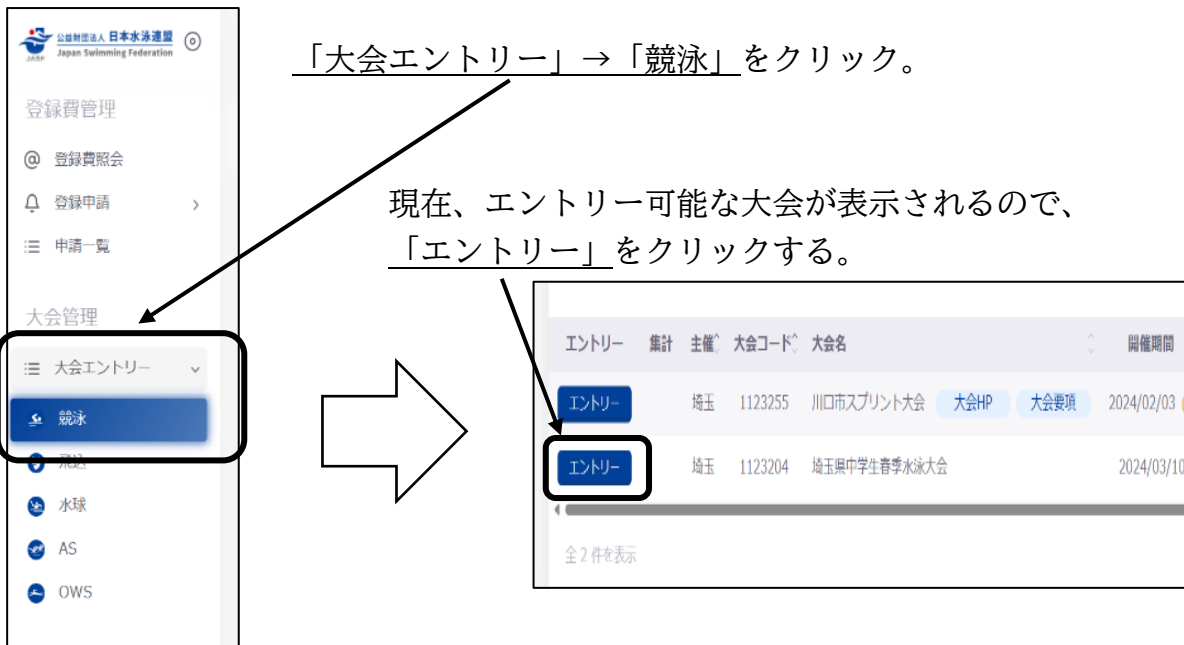 公益財団法人 日本水泳連盟
Japan Swimming Federation
JASF
登録費管理
登録費照会
登録申請
申請一覧
大会管理
大会エントリー
競泳
飛込
水球
AS
OWS
「大会エントリー」→「競泳」をクリック。
現在、エントリー可能な大会が表示されるので、
「エントリー」をクリックする。
エントリー 集計 主催 大会コード 大会名 開催期間
エントリー 埼玉 1123255 川口市スプリント大会 大会HP 大会要項 2024/02/03
エントリー 埼玉 1123204 埼玉県中学生春季水泳大会 2024/03/10
全 2 件を表示